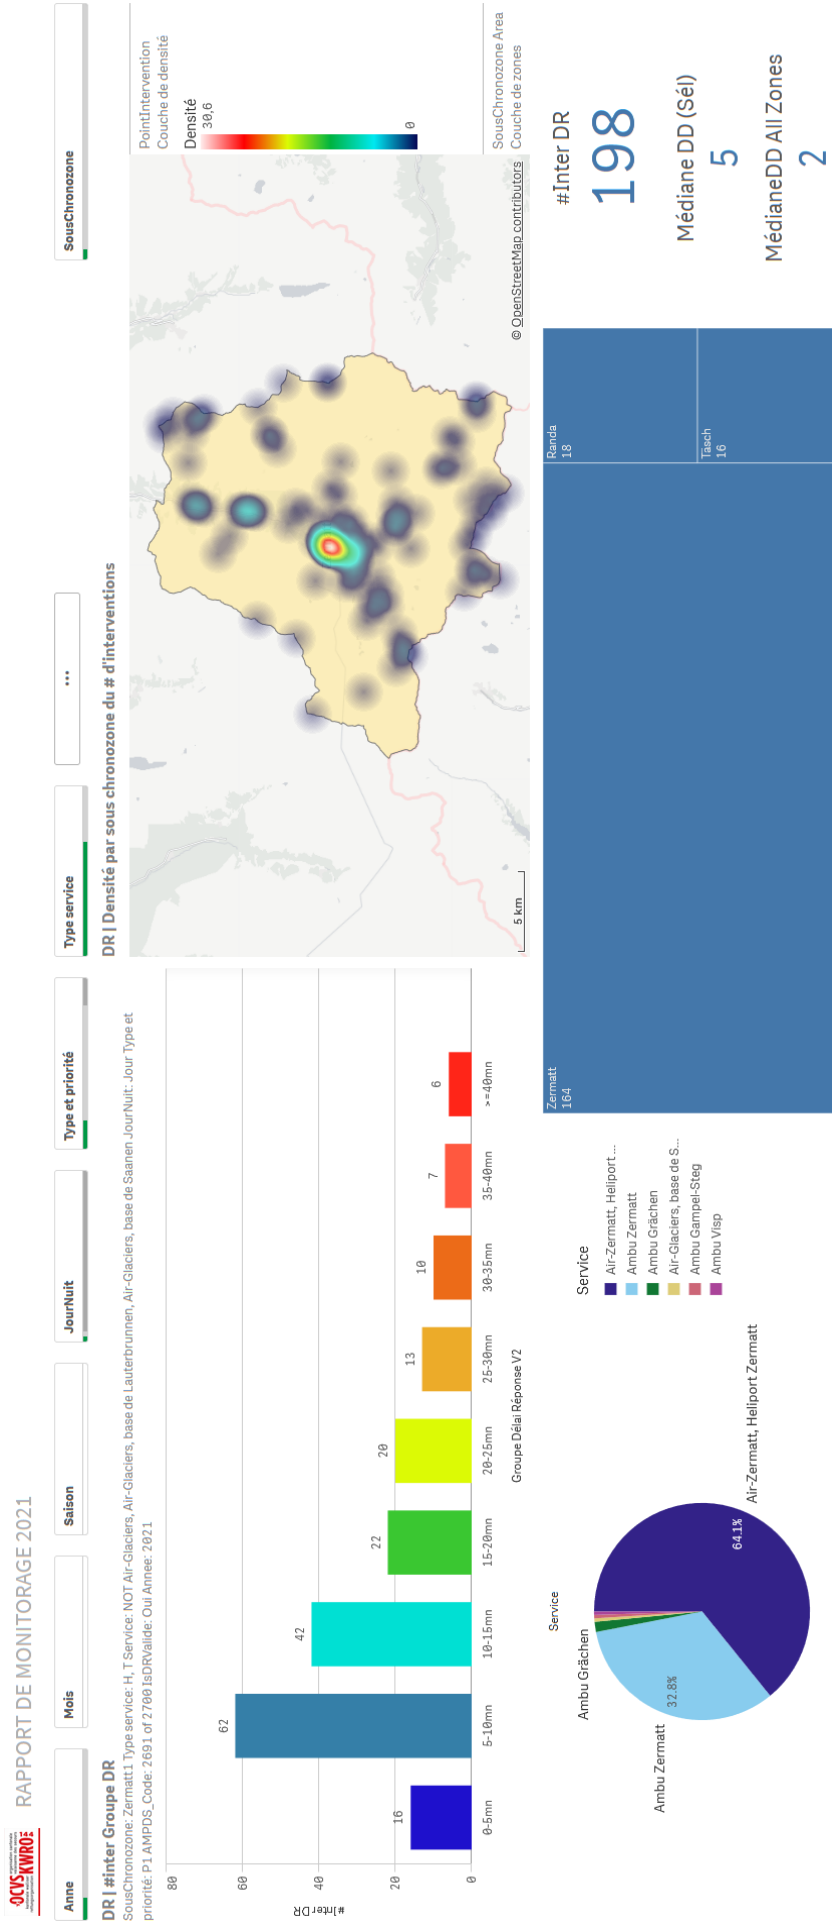 OCVS
KWRO
RAPPORT DE MONITORAGE 2021
Anne
Mois
Saison
JourNuit
Type et priorité
Type service
•••
SousChronozone
DR | #inter Groupe DR
SousChronozone: Zermatt1 Type service: H, T Service: NOT Air-Glaciers, Air-Glaciers, base de Lauterbrunnen, Air-Glaciers, base de Saanen JourNuit: Jour Type et
priorité: P1 AMPDS_Code: 2691 of 2700 IsDRValide: Oui Annee: 2021
#Inter DR
80
60
40
20
0
16
62
42
22
20
13
10
7
6
0-5mn
5-10mn
10-15mn
15-20mn
20-25mn
25-30mn
30-35mn
35-40mn
>=40mn
Groupe Délai Réponse V2
DR | Densité par sous chronozone du # d'interventions
5 km
© OpenStreetMap contributors
PointIntervention
Couche de densité
Densité
30,6
0
SousChronozone Area
Couche de zones
Service
Ambu Grächen
Ambu Zermatt
32.8%
64.1%
Air-Zermatt, Heliport Zermatt
Service
Air-Zermatt, Heliport ...
Ambu Zermatt
Ambu Grächen
Air-Glaciers, base de S...
Ambu Gampel-Steg
Ambu Visp
Zermatt
164
Randa
18
Täsch
16
#Inter DR
198
Médiane DD (Sél)
5
MédianeDD All Zones
2